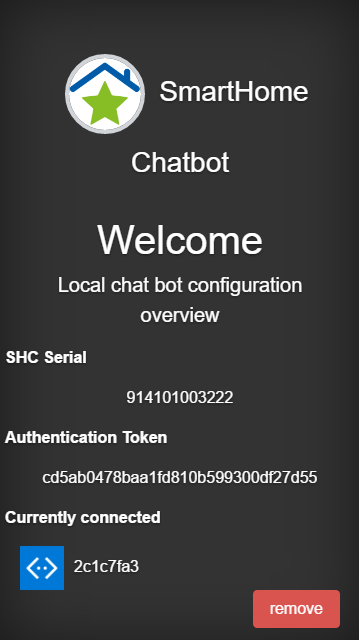 SmartHome
Chatbot
Welcome
Local chat bot configuration
overview
SHC Serial
914101003222
Authentication Token
cd5ab0478baa1fd810b599300df27d55
Currently connected
2c1c7fa3
remove